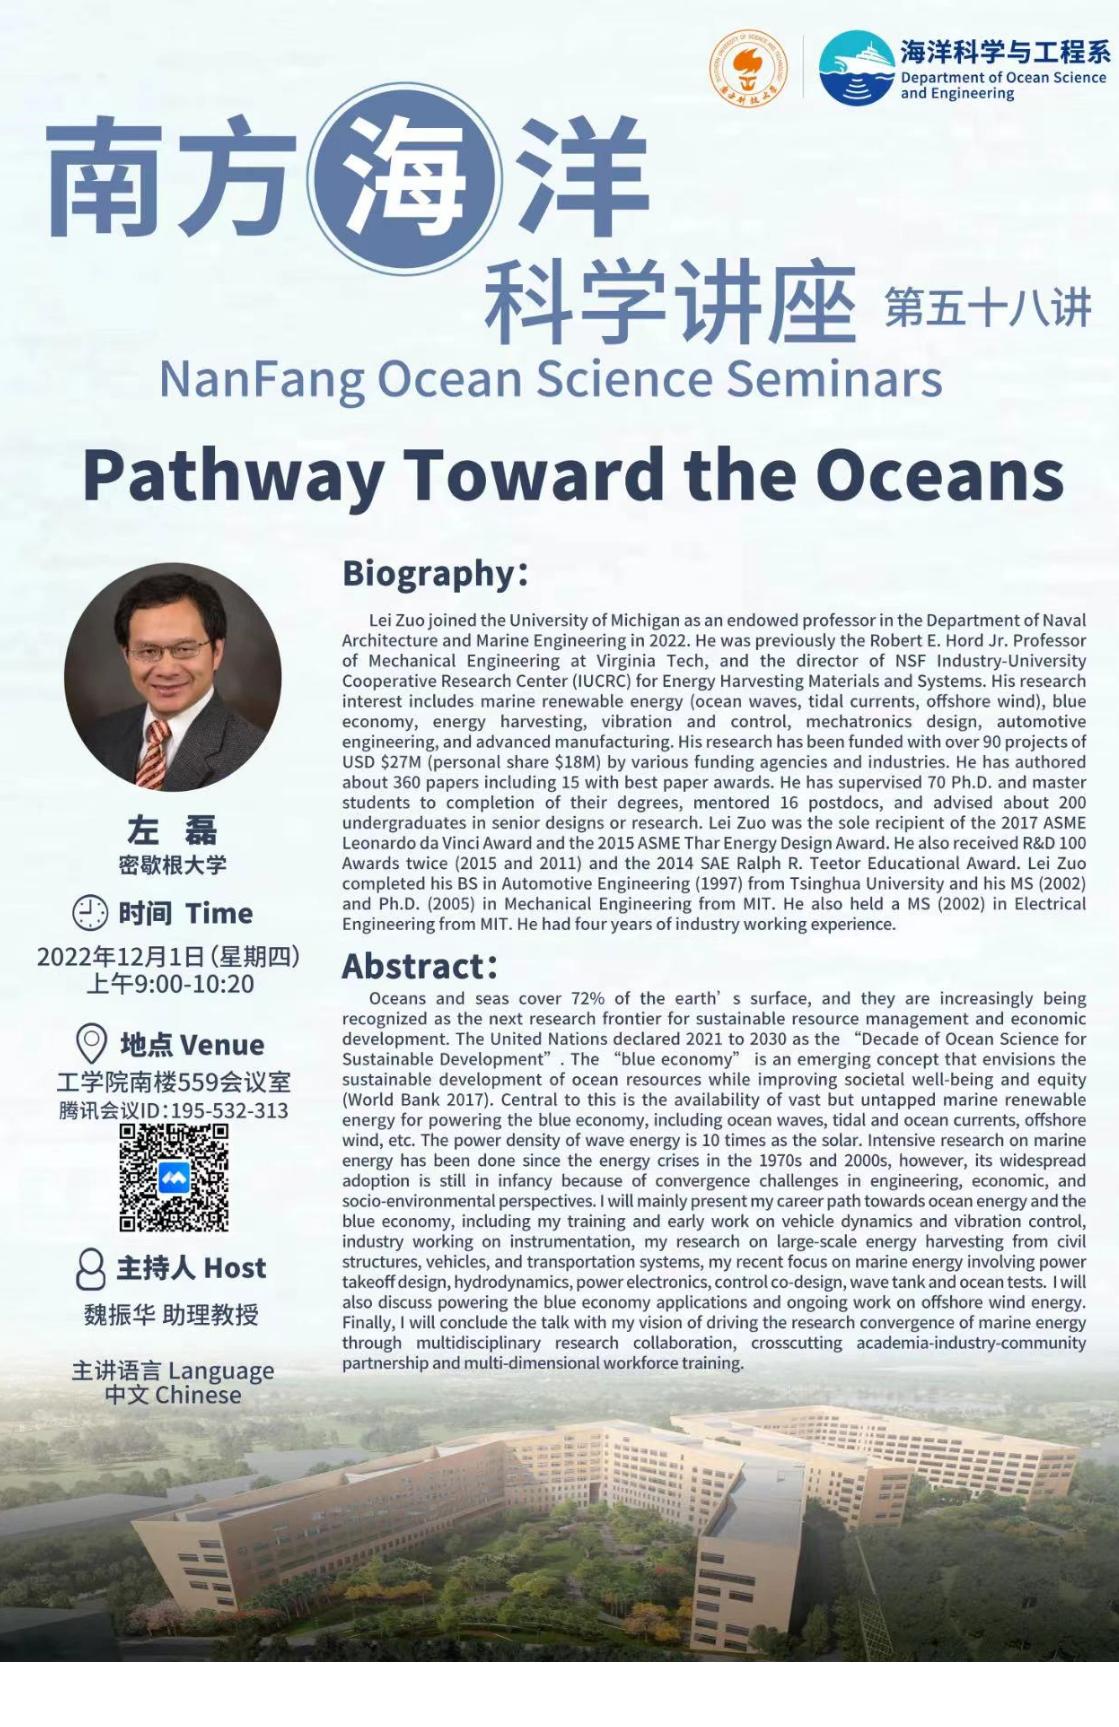 海洋科学与工程系
Department of Ocean Science
and Engineering
南方海洋
科学讲座 第五十八讲
NanFang Ocean Science Seminars
Pathway Toward the Oceans
左 磊
密歇根大学
时间 Time
2022年12月1日(星期四)
上午9:00-10:20
地点 Venue
工学院南楼559会议室
腾讯会议ID:195-532-313
主持人 Host
魏振华 助理教授
主讲语言 Language
中文 Chinese
Biography:
Lei Zuo joined the University of Michigan as an endowed professor in the Department of Naval
Architecture and Marine Engineering in 2022. He was previously the Robert E. Hord Jr. Professor
of Mechanical Engineering at Virginia Tech, and the director of NSF Industry-University
Cooperative Research Center (IUCRC) for Energy Harvesting Materials and Systems. His research
interest includes marine renewable energy (ocean waves, tidal currents, offshore wind), blue
economy, energy harvesting, vibration and control, mechatronics design, automotive
engineering, and advanced manufacturing. His research has been funded with over 90 projects of
USD $27M (personal share $18M) by various funding agencies and industries. He has authored
about 360 papers including 15 with best paper awards. He has supervised 70 Ph.D. and master
students to completion of their degrees, mentored 16 postdocs, and advised about 200
undergraduates in senior designs or research. Lei Zuo was the sole recipient of the 2017 ASME
Leonardo da Vinci Award and the 2015 ASME Thar Energy Design Award. He also received R&D 100
Awards twice (2015 and 2011) and the 2014 SAE Ralph R. Teetor Educational Award. Lei Zuo
completed his BS in Automotive Engineering (1997) from Tsinghua University and his MS (2002)
and Ph.D. (2005) in Mechanical Engineering from MIT. He also held a MS (2002) in Electrical
Engineering from MIT. He had four years of industry working experience.
Abstract:
Oceans and seas cover 72% of the earth’s surface, and they are increasingly being
recognized as the next research frontier for sustainable resource management and economic
development. The United Nations declared 2021 to 2030 as the “Decade of Ocean Science for
Sustainable Development”. The “blue economy” is an emerging concept that envisions the
sustainable development of ocean resources while improving societal well-being and equity
(World Bank 2017). Central to this is the availability of vast but untapped marine renewable
energy for powering the blue economy, including ocean waves, tidal and ocean currents, offshore
wind, etc. The power density of wave energy is 10 times as the solar. Intensive research on marine
energy has been done since the energy crises in the 1970s and 2000s, however, its widespread
adoption is still in infancy because of convergence challenges in engineering, economic, and
socio-environmental perspectives. I will mainly present my career path towards ocean energy and the
blue economy, including my training and early work on vehicle dynamics and vibration control,
industry working on instrumentation, my research on large-scale energy harvesting from civil
structures, vehicles, and transportation systems, my recent focus on marine energy involving power
takeoff design, hydrodynamics, power electronics, control co-design, wave tank and ocean tests. I will
also discuss powering the blue economy applications and ongoing work on offshore wind energy.
Finally, I will conclude the talk with my vision of driving the research convergence of marine energy
through multidisciplinary research collaboration, crosscutting academia-industry-community
partnership and multi-dimensional workforce training.